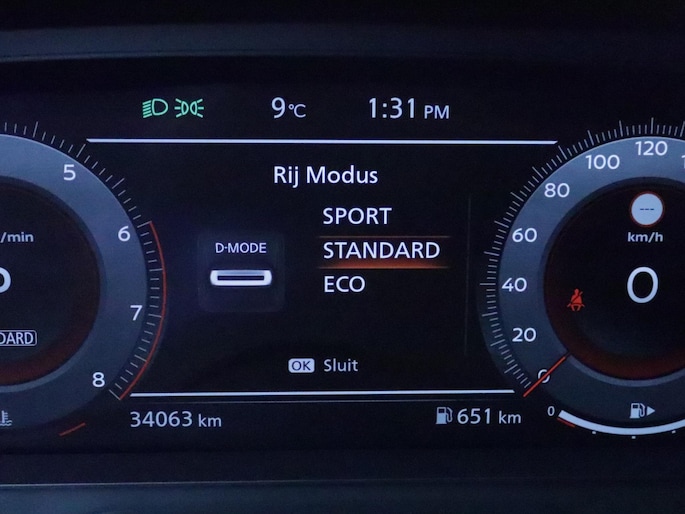 9°C 1:31 PM
Rij Modus
SPORT
D-MODE STANDARD
ECO
OK Sluit
5
6
7
8
/min
120
100
80
60
40
20
0
---
km/h
0
34063 km
651 km
0